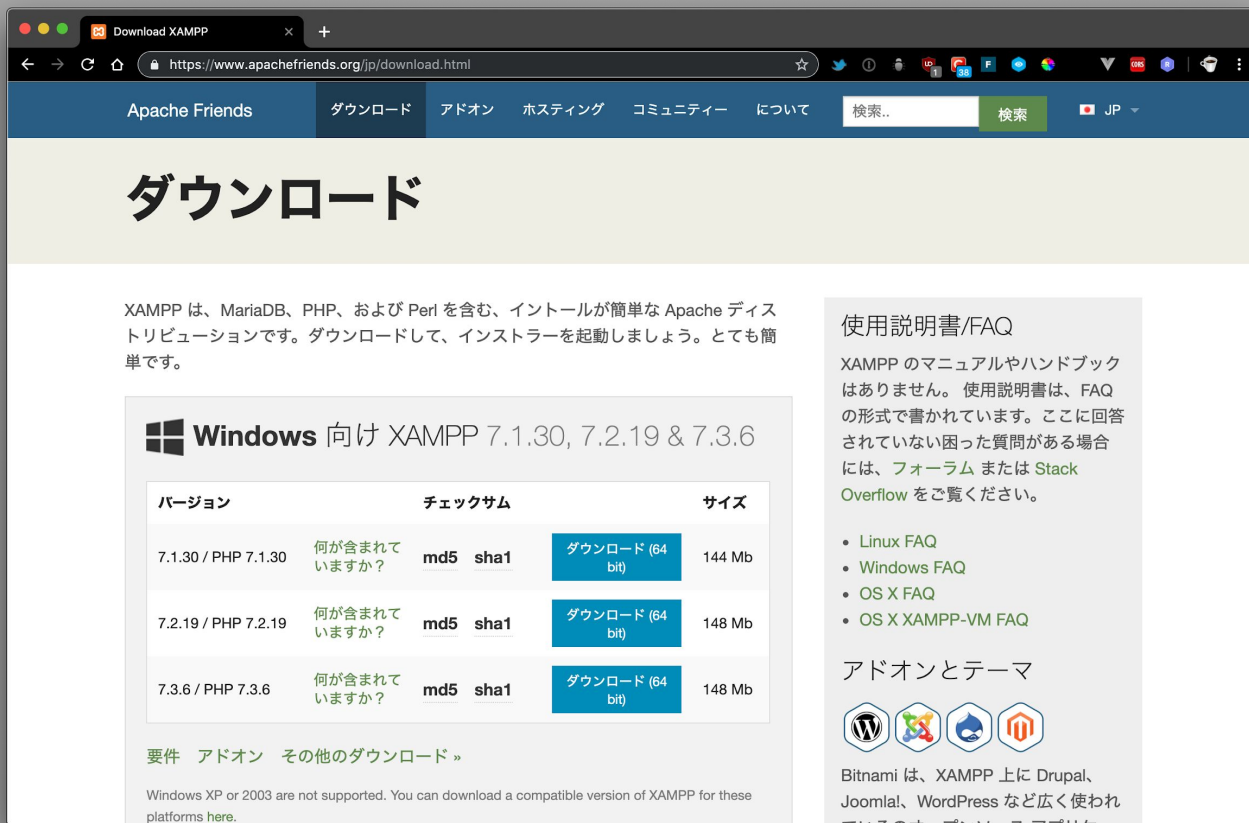 Download XAMPP
https://www.apachefriends.org/jp/download.html
1
38
F
CORS
R
Apache Friends
ダウンロード
アドオン
ホスティング
コミュニティー
について
検索..
検索
JP
ダウンロード
XAMPP は、MariaDB、PHP、および Perl を含む、イントールが簡単な Apache ディス
トリビューションです。ダウンロードして、インストラーを起動しましょう。とても簡
単です。
Windows 向け XAMPP 7.1.30, 7.2.19 & 7.3.6
バージョン チェックサム サイズ
7.1.30 / PHP 7.1.30 何が含まれて
いますか？ md5 sha1 ダウンロード (64
bit) 144 Mb
7.2.19 / PHP 7.2.19 何が含まれて
いますか？ md5 sha1 ダウンロード (64
bit) 148 Mb
7.3.6 / PHP 7.3.6 何が含まれて
いますか？ md5 sha1 ダウンロード (64
bit) 148 Mb
要件 アドオン その他のダウンロード »
Windows XP or 2003 are not supported. You can download a compatible version of XAMPP for these
platforms here.
使用説明書/FAQ
XAMPP のマニュアルやハンドブック
はありません。 使用説明書は、FAQ
の形式で書かれています。ここに回答
されていない困った質問がある場合
には、フォーラム または Stack
Overflow をご覧ください。
Linux FAQ
Windows FAQ
OS X FAQ
OS X XAMPP-VM FAQ
アドオンとテーマ
Bitnami は、XAMPP 上に Drupal、
Joomla!、WordPress など広く使われ